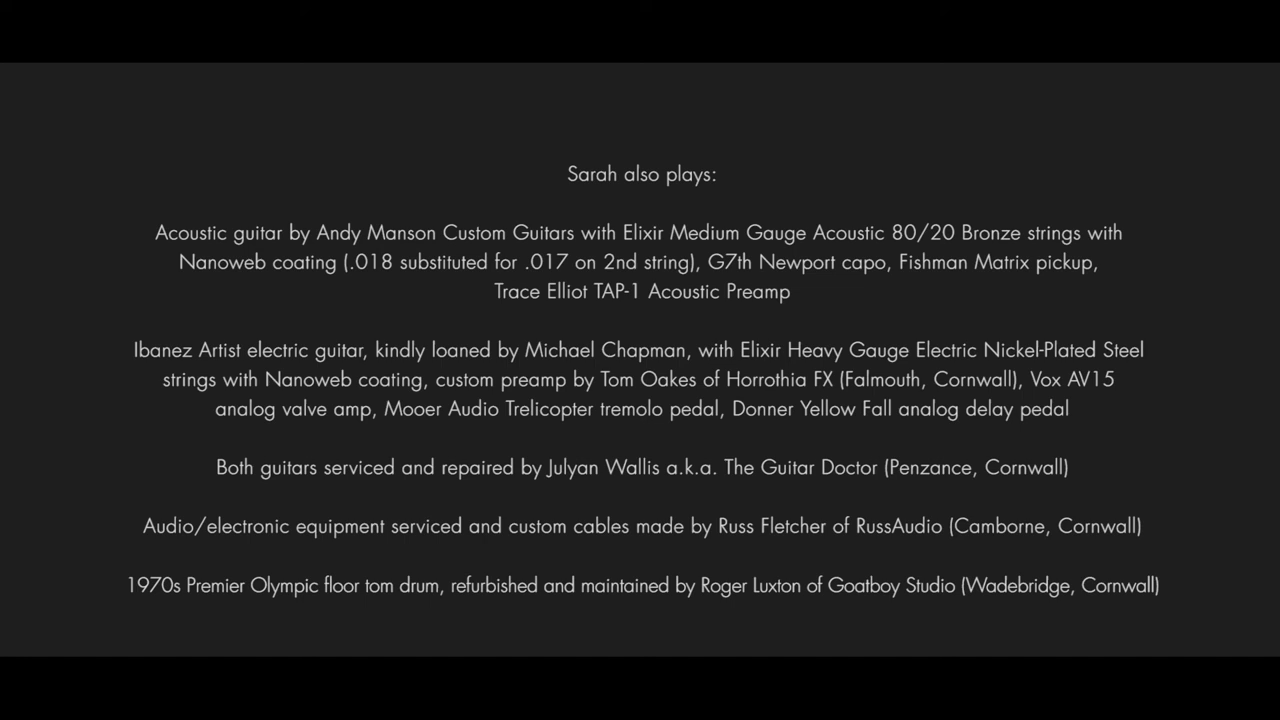 Sarah also plays:
Acoustic guitar by Andy Manson Custom Guitars with Elixir Medium Gauge Acoustic 80/20 Bronze strings with
Nanoweb coating (.018 substituted for .017 on 2nd string), G7th Newport capo, Fishman Matrix pickup,
Trace Elliot TAP-1 Acoustic Preamp
Ibanez Artist electric guitar, kindly loaned by Michael Chapman, with Elixir Heavy Gauge Electric Nickel-Plated Steel
strings with Nanoweb coating, custom preamp by Tom Oakes of Horrothia FX (Falmouth, Cornwall), Vox AV15
analog valve amp, Mooer Audio Trelicopter tremolo pedal, Donner Yellow Fall analog delay pedal
Both guitars serviced and repaired by Julyan Wallis a.k.a. The Guitar Doctor (Penzance, Cornwall)
Audio/electronic equipment serviced and custom cables made by Russ Fletcher of RussAudio (Camborne, Cornwall)
1970s Premier Olympic floor tom drum, refurbished and maintained by Roger Luxton of Goatboy Studio (Wadebridge, Cornwall)